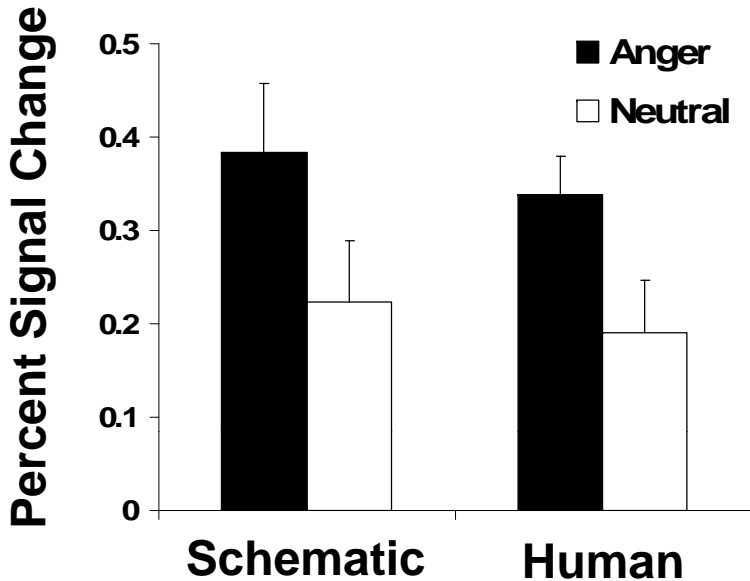 Percent Signal Change
0.5
0.4
0.3
0.2
0.1
0
Anger
Neutral
Schematic
Human